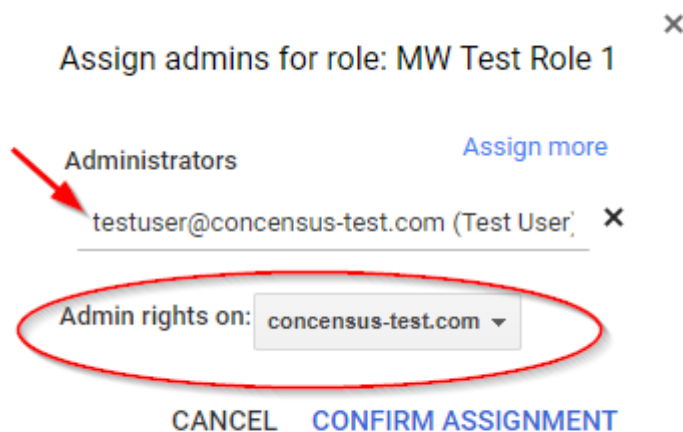 Assign admins for role: MW Test Role 1
Administrators
Assign more
testuser@concensus-test.com (Test User)
Admin rights on: concensus-test.com
CANCEL CONFIRM ASSIGNMENT